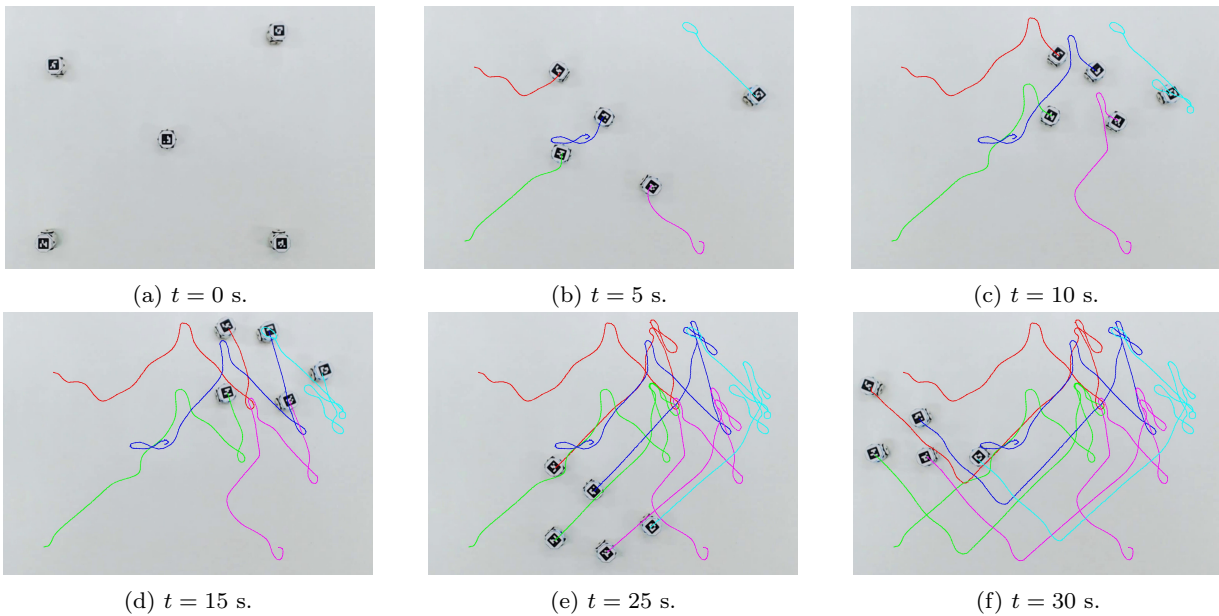 (a) t = 0 s.
(b) t = 5 s.
(c) t = 10 s.
(d) t = 15 s.
(e) t = 25 s.
(f) t = 30 s.